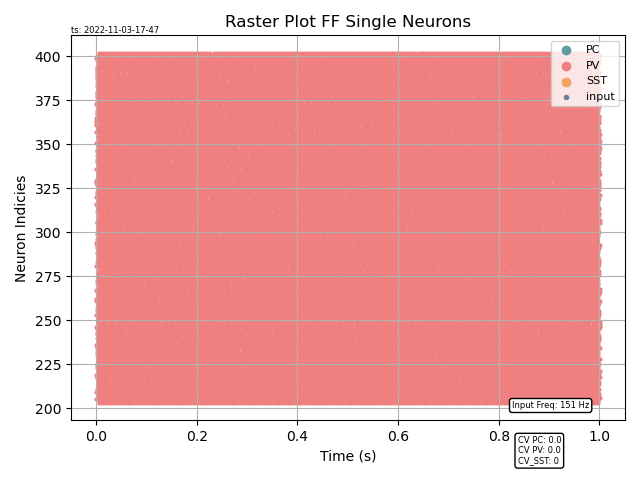 ts: 2022-11-03-17-47
Raster Plot FF Single Neurons
PC
PV
SST
input
Neuron Indicies
400
375
350
325
300
275
250
225
200
Input Freq: 151 Hz
0.0 0.2 0.4 0.6 0.8 1.0
Time (s)
CV PC: 0.0
CV PV: 0.0
CV_SST: 0